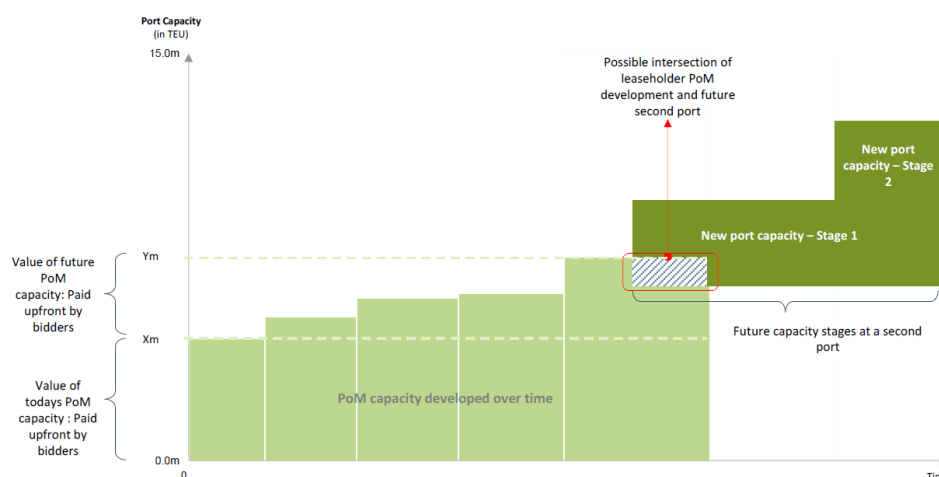 Port Capacity
(in TEU)
15.0m
Possible intersection of
leaseholder PoM
development and future
second port
New port
capacity – Stage
2
New port capacity – Stage 1
Value of future
PoM
capacity: Paid
upfront by
bidders
Ym
Future capacity stages at a second
port
Xm
Value of
todays PoM
capacity : Paid
upfront by
bidders
PoM capacity developed over time
0.0m
0